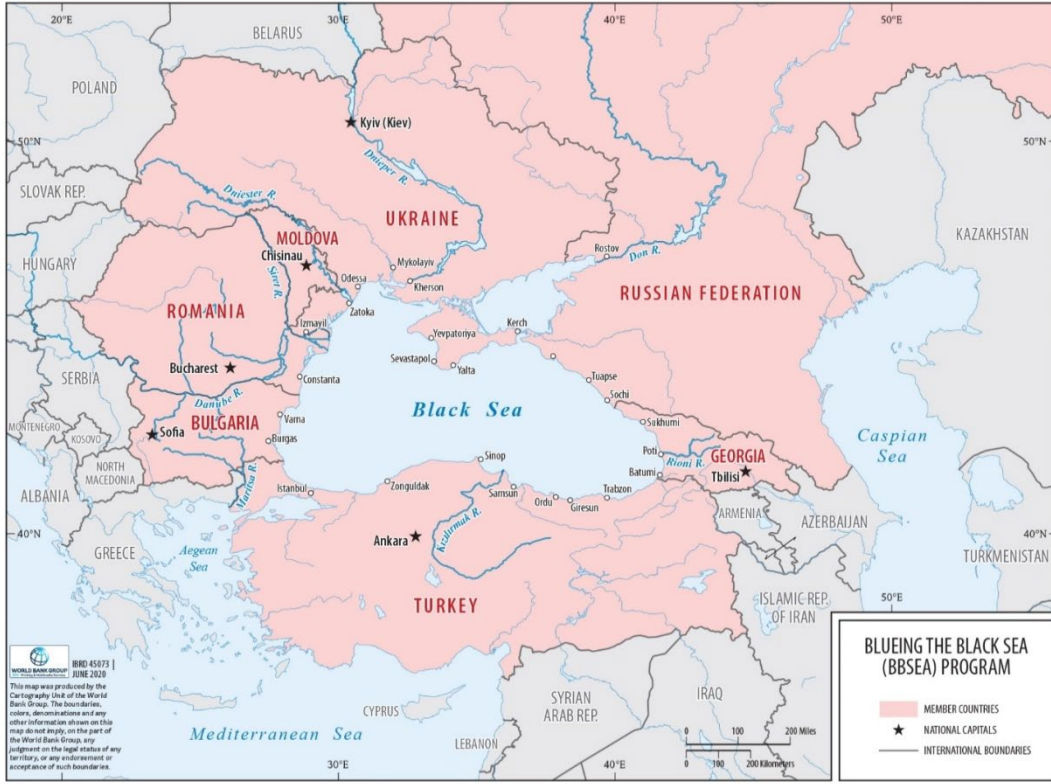 20°E
30°E
40°E
50°E
BELARUS
POLAND
Kyiv (Kiev)
50°N
50°N
Dnieper R.
SLOVAK REP.
Dniester R.
UKRAINE
KAZAKHSTAN
MOLDOVA
Chisinau
Mykolayiv
Rostov
Don R.
HUNGARY
Siret R.
Odessa
Kherson
RUSSIAN FEDERATION
ROMANIA
Zatoka
Izmayil
Yevpatoriya
Kerch
Sevastapol
Yalta
Bucharest
Constanta
Tuapse
SERBIA
Danube R.
Black Sea
Sochi
BULGARIA
Varna
Sukhumi
MONTENEGRO
KOSOVO
Sofia
Burgas
Caspian
Sea
Poti
Rioni R.
GEORGIA
Tbilisi
NORTH
MACEDONIA
Maritsa R.
Sinop
Batumi
ALBANIA
Istanbul
Zonguldak
Samsun
Ordu
Giresun
Trabzon
ARMENIA
AZERBAIJAN
40°N
40°N
Ankara
Kizilirmak R.
GREECE
Aegean
Sea
TURKMENISTAN
TURKEY
ISLAMIC REP.
OF IRAN
50°E
WORLD BANK GROUP
IBRD 45073 |
JUNE 2020
This map was produced by the
Cartography Unit of the World
Bank Group. The boundaries,
colors, denominations and any
other information shown on this
map do not imply, on the part of
the World Bank Group, any
judgment on the legal status of any
territory, or any endorsement or
acceptance of such boundaries.
CYPRUS
SYRIAN
ARAB REP.
IRAQ
Mediterranean Sea
LEBANON
0 100 200 Miles
0 100 200 Kilometers
30°E
40°E
BLUEING THE BLACK SEA
(BBSEA) PROGRAM
MEMBER COUNTRIES
NATIONAL CAPITALS
INTERNATIONAL BOUNDARIES